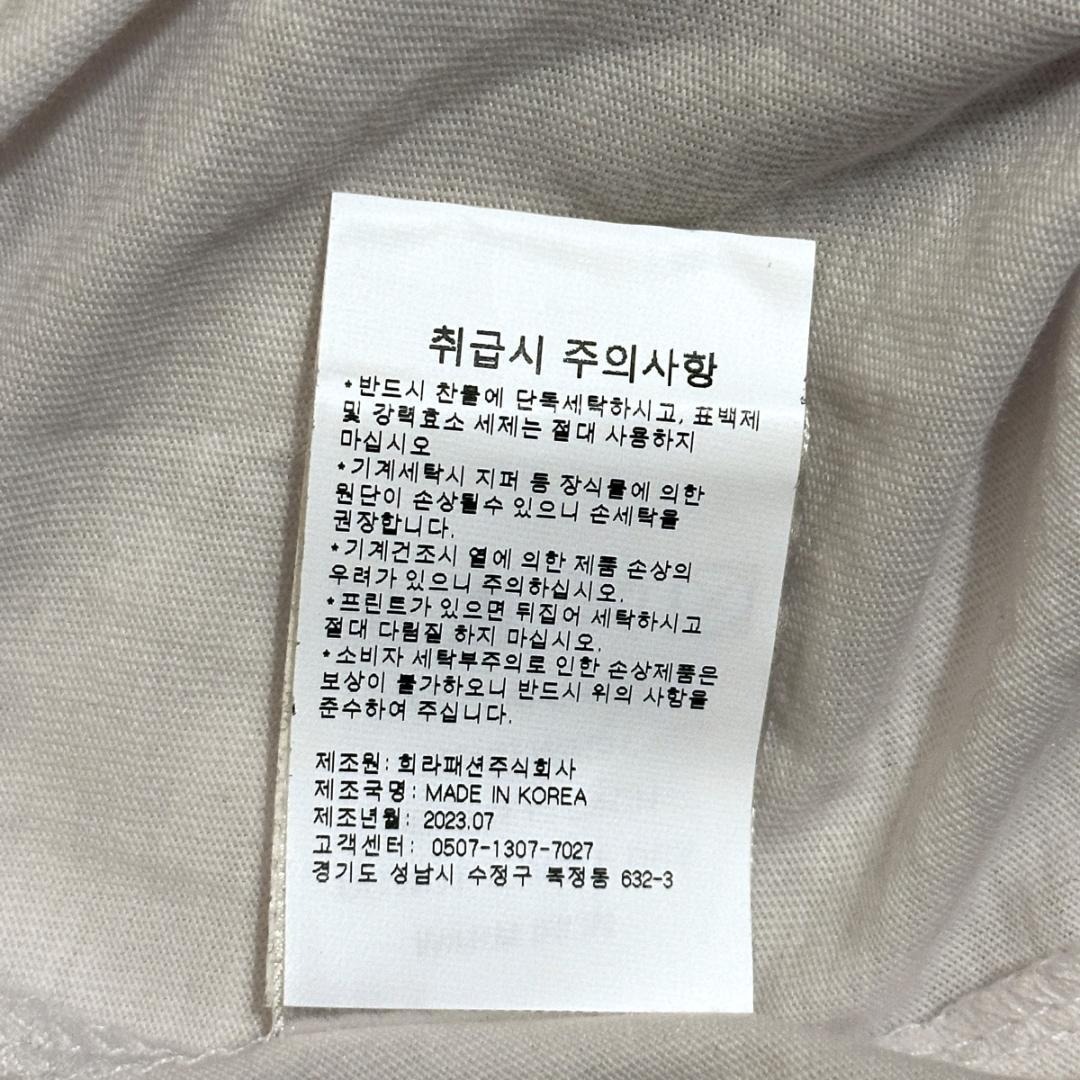 취급시 주의사항
*반드시 찬물에 단독세탁하시고, 표백제
및 강력효소 세제는 절대 사용하지
마십시오
*기계세탁시 지퍼 등 장식물에 의한
원단이 손상될수 있으니 손세탁을
권장합니다.
*기계건조시 열에 의한 제품 손상의
우려가 있으니 주의하십시오.
*프린트가 있으면 뒤집어 세탁하시고
절대 다림질 하지 마십시오.
*소비자 세탁부주의로 인한 손상제품은
보상이 불가하오니 반드시 위의 사항을
준수하여 주십니다.
제조원: 희라패션주식회사
제조국명: MADE IN KOREA
제조년월: 2023.07
고객센터: 0507-1307-7027
경기도 성남시 수정구 복정동 632-3